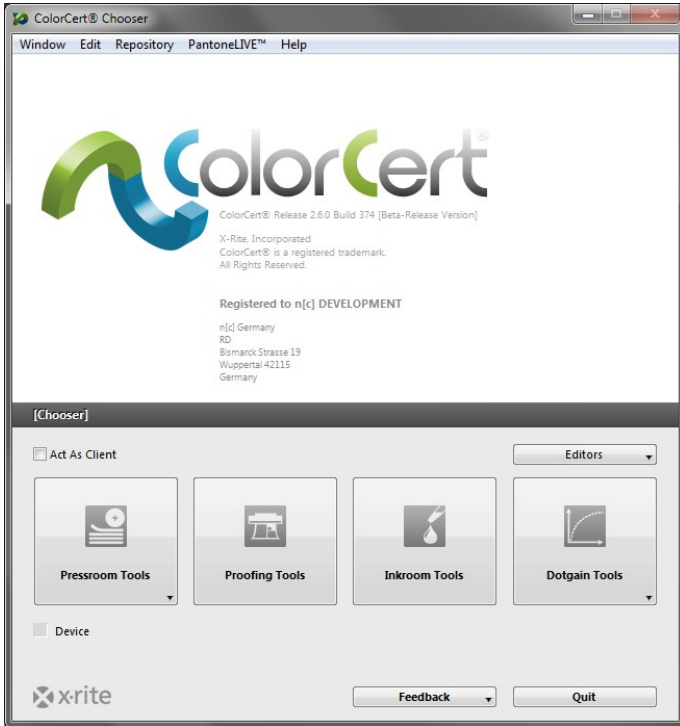 ColorCert® Chooser
Window Edit Repository PantoneLIVE™ Help
ColorCert®
ColorCert® Release 2.6.0 Build 374 [Beta-Release Version]
X-Rite, Incorporated
ColorCert® is a registered trademark.
All Rights Reserved.
Registered to n[c] DEVELOPMENT
n[c] Germany
RD
Bismarck Strasse 19
Wuppertal 42115
Germany
[Chooser]
Act As Client
Editors
Pressroom Tools
Proofing Tools
Inkroom Tools
Dotgain Tools
Device
x·rite
Feedback
Quit